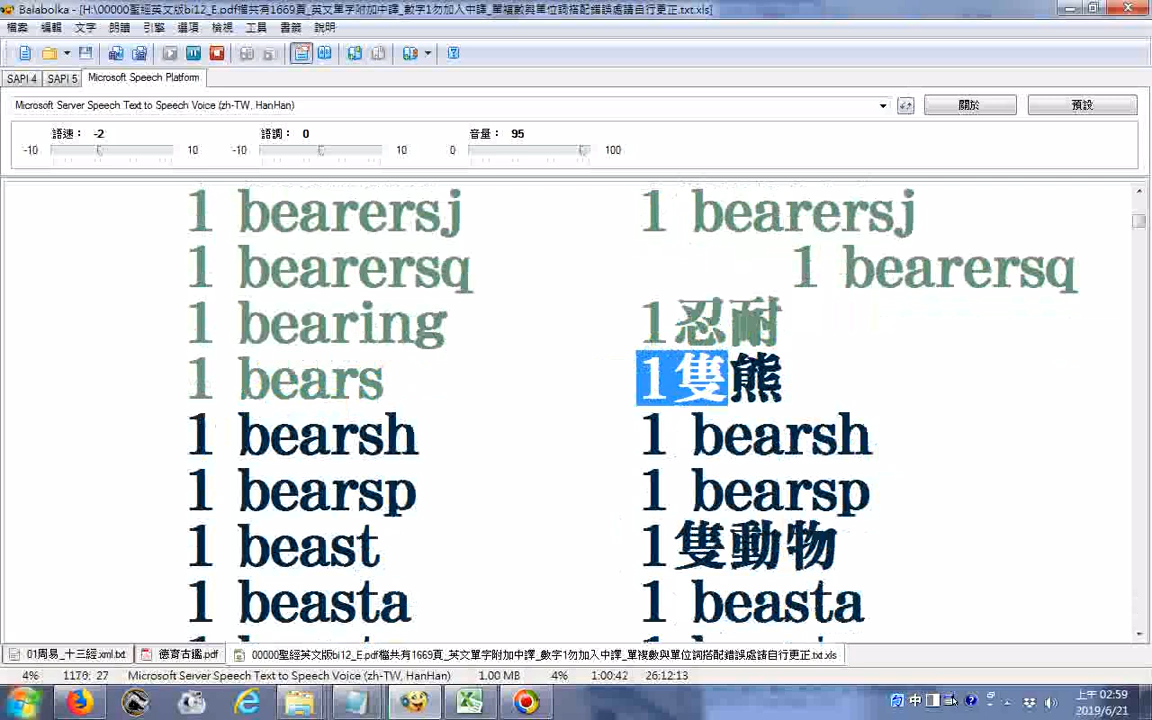 Balabolka - [H:\00000聖經英文版bi12_E.pdf檔共有1669頁_英文單字附加中譯_數字1勿加入中譯_單複數與單位詞搭配錯誤處請自行更正.txt.xls]
檔案 編輯 文字 朗讀 引擎 選項 檢視 工具 書籤 說明
SAPI 4 SAPI 5 Microsoft Speech Platform
Microsoft Server Speech Text to Speech Voice (zh-TW, HanHan) 關於 預設
語速： -2 語調： 0 音量： 95
-10 10 -10 10 0 100
1 bearersj 1 bearersj
1 bearersq 1 bearersq
1 bearing 1忍耐
1 bears 1隻熊
1 bearsh 1 bearsh
1 bearsp 1 bearsp
1 beast 1隻動物
1 beasta 1 beasta
01周易_十三經.xml.txt 德育古鑑.pdf 00000聖經英文版bi12_E.pdf檔共有1669頁_英文單字附加中譯_數字1勿加入中譯_單複數與單位詞搭配錯誤處請自行更正.txt.xls
4% 1176: 27 Microsoft Server Speech Text to Speech Voice (zh-TW, HanHan) 1.00 MB 4% 1:00:42 26:12:13
中 上午 02:59
2019/6/21